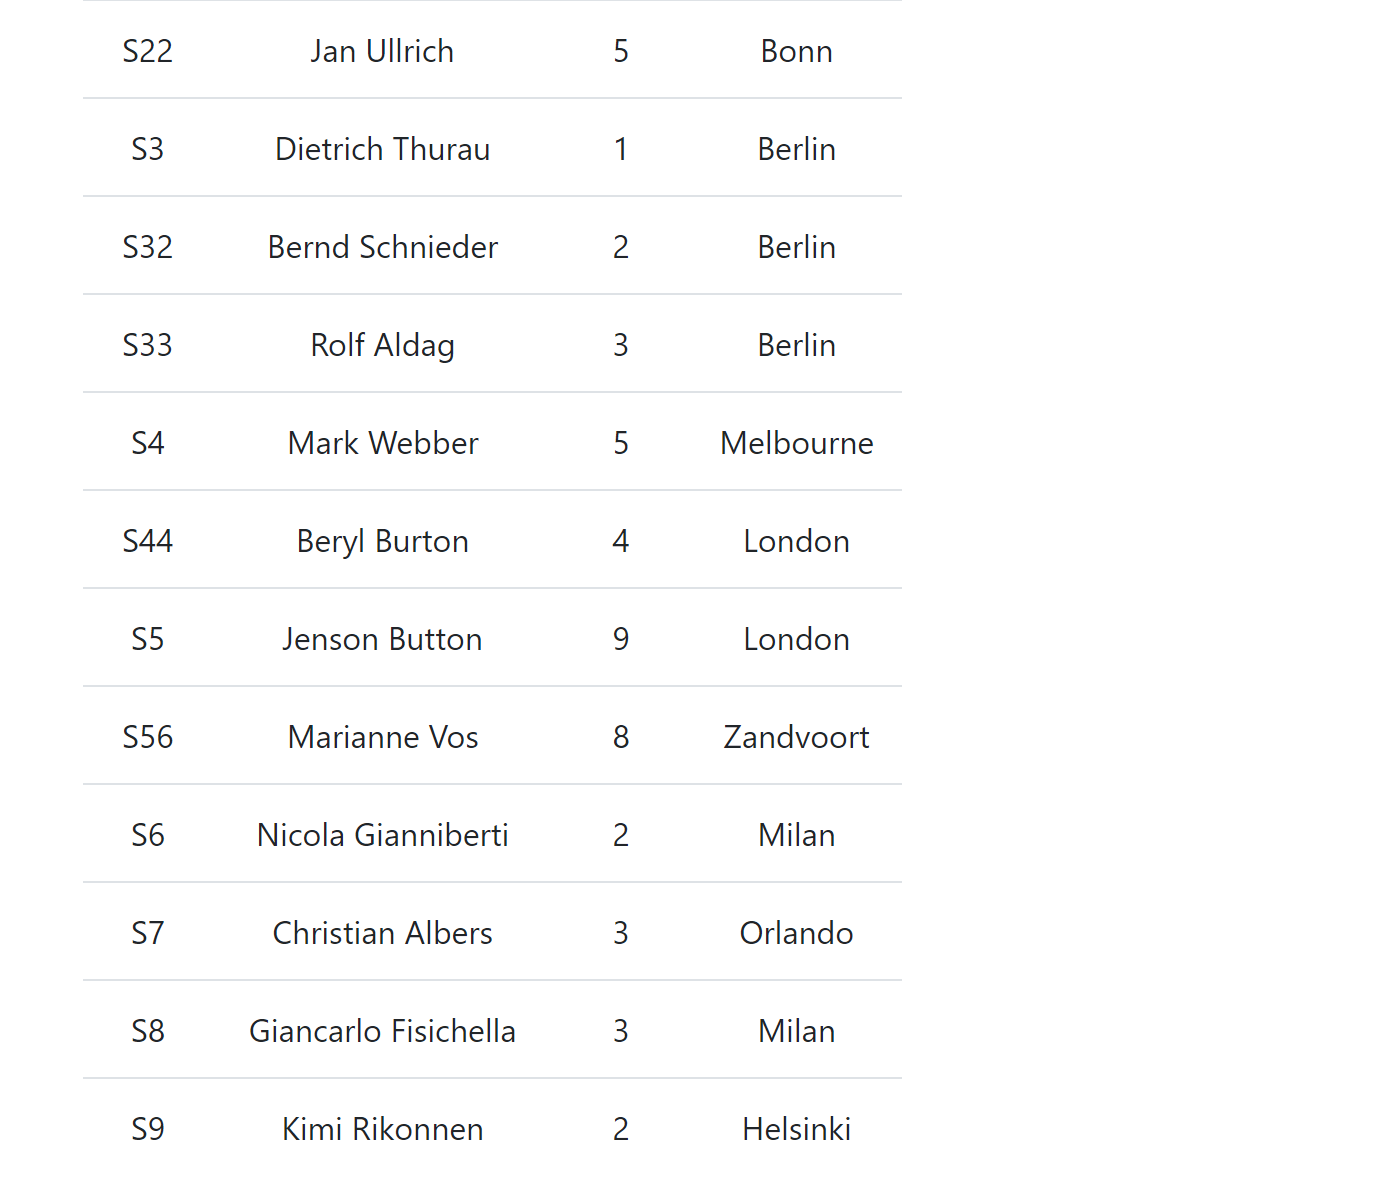 S22 Jan Ullrich 5 Bonn
S3 Dietrich Thurau 1 Berlin
S32 Bernd Schnieder 2 Berlin
S33 Rolf Aldag 3 Berlin
S4 Mark Webber 5 Melbourne
S44 Beryl Burton 4 London
S5 Jenson Button 9 London
S56 Marianne Vos 8 Zandvoort
S6 Nicola Gianniberti 2 Milan
S7 Christian Albers 3 Orlando
S8 Giancarlo Fisichella 3 Milan
S9 Kimi Rikonnen 2 Helsinki